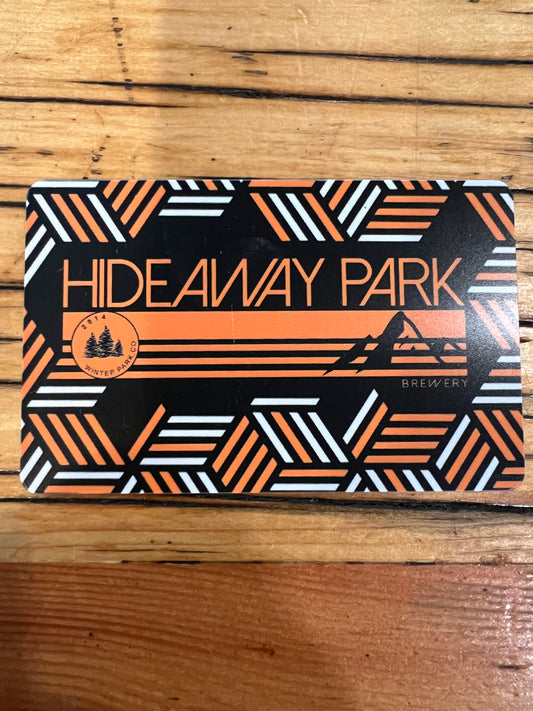 HIDEAWAY PARK
2014
WINTER PARK, CO
BREWERY